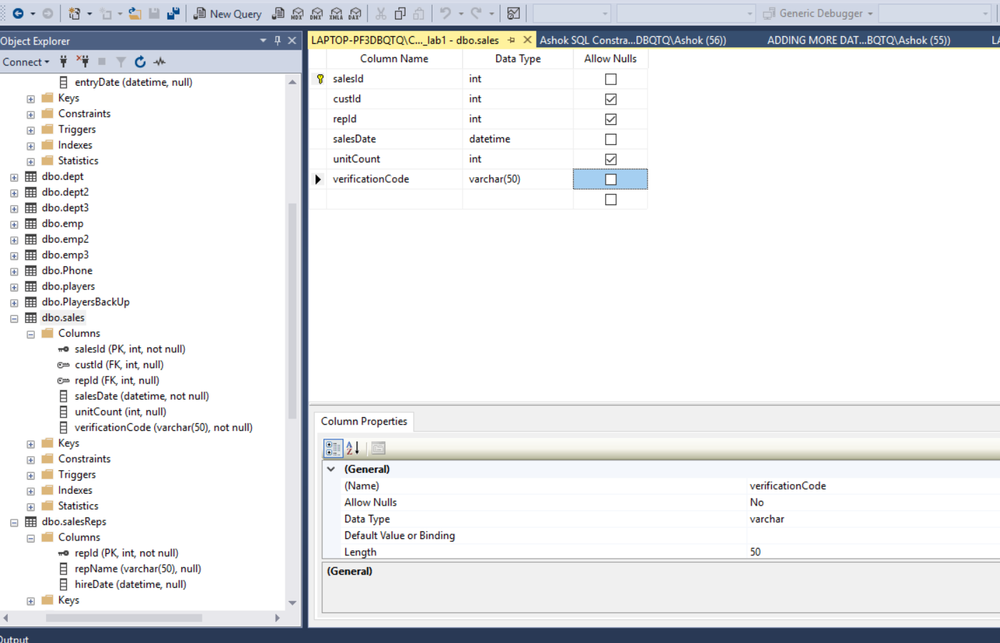 New Query
MDX DMX XMLA DAX
Generic Debugger
Object Explorer
Connect
entryDate (datetime, null)
Keys
Constraints
Triggers
Indexes
Statistics
dbo.dept
dbo.dept2
dbo.dept3
dbo.emp
dbo.emp2
dbo.emp3
dbo.Phone
dbo.players
dbo.PlayersBackUp
dbo.sales
Columns
salesId (PK, int, not null)
custId (FK, int, null)
repId (FK, int, null)
salesDate (datetime, not null)
unitCount (int, null)
verificationCode (varchar(50), not null)
Keys
Constraints
Triggers
Indexes
Statistics
dbo.salesReps
Columns
repId (PK, int, not null)
repName (varchar(50), null)
hireDate (datetime, null)
Keys
LAPTOP-PF3DBQTQ\C..._lab1 - dbo.sales
Ashok SQL Constra...DBQTQ\Ashok (56))
ADDING MORE DAT...BQTQ\Ashok (55))
Column Name Data Type Allow Nulls
salesId int
custId int
repId int
salesDate datetime
unitCount int
verificationCode varchar(50)
Column Properties
A
Z
(General)
(Name) verificationCode
Allow Nulls No
Data Type varchar
Default Value or Binding
Length 50
(General)